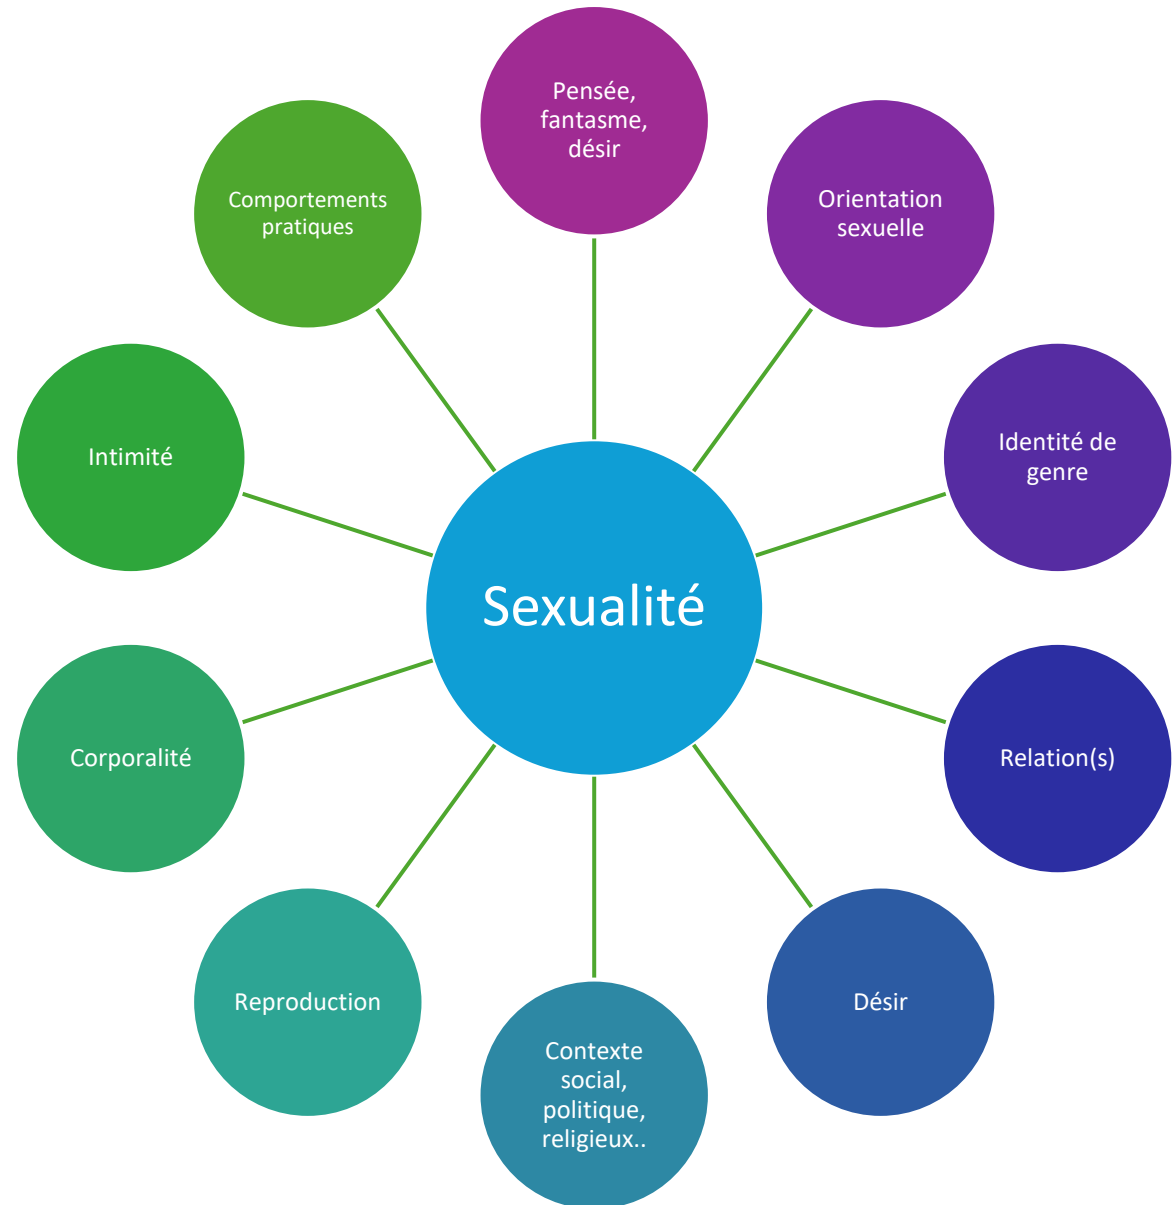 Pensée,
fantasme,
désir
Orientation
sexuelle
Identité de
genre
Relation(s)
Désir
Contexte
social,
politique,
religieux..
Reproduction
Corporalité
Intimité
Comportements
pratiques
Sexualité